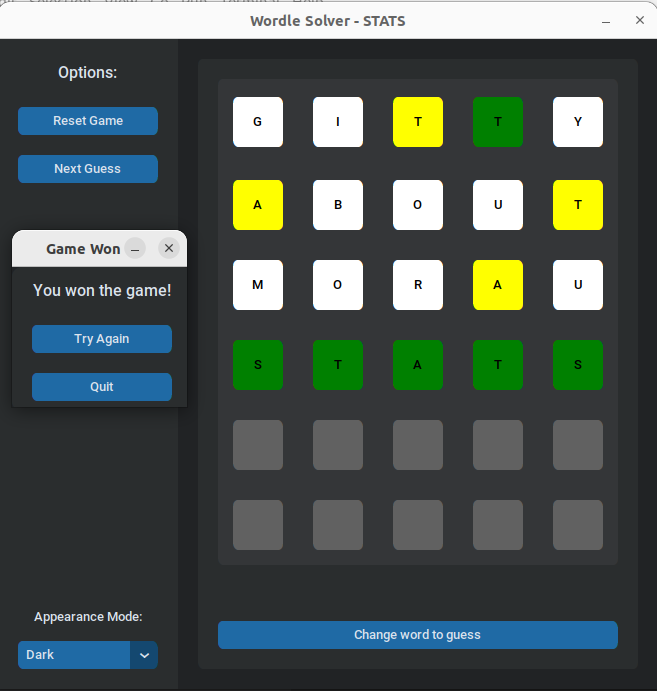 Wordle Solver - STATS
Options:
Reset Game
Next Guess
Game Won
You won the game!
Try Again
Quit
Appearance Mode:
Dark
G I T T Y
A B O U T
M O R A U
S T A T S
Change word to guess